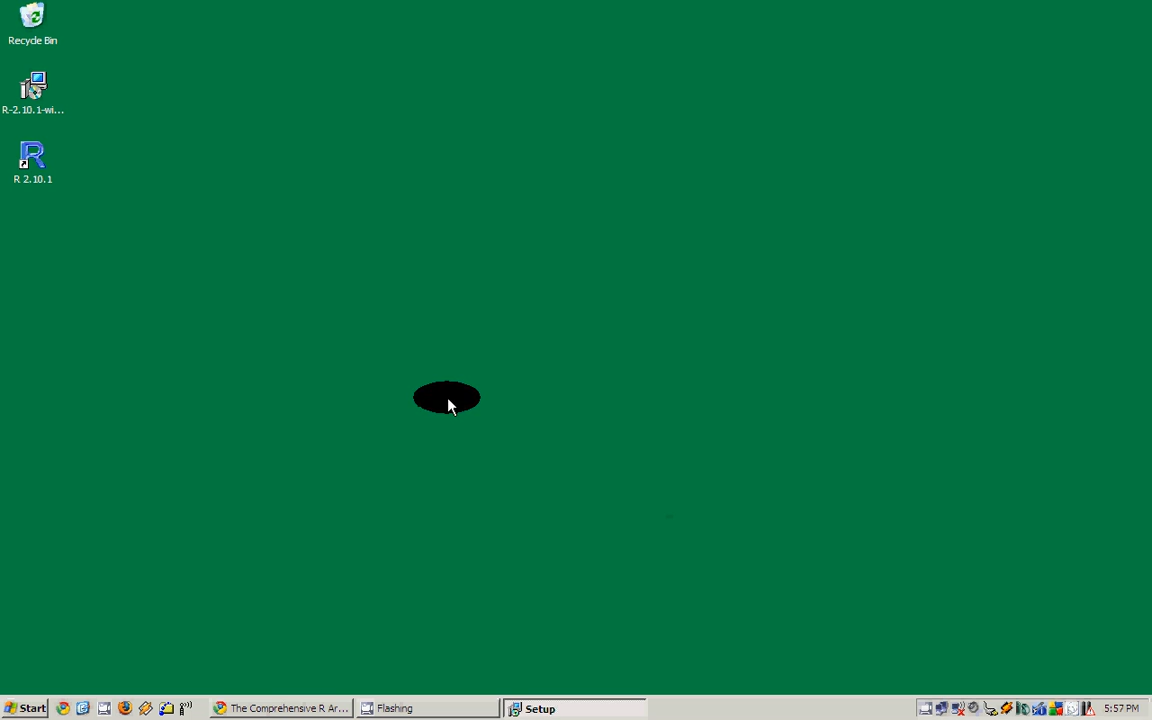 Recycle Bin
R-2.10.1-wi...
R 2.10.1
Start
The Comprehensive R Ar...
Flashing
Setup
5:57 PM